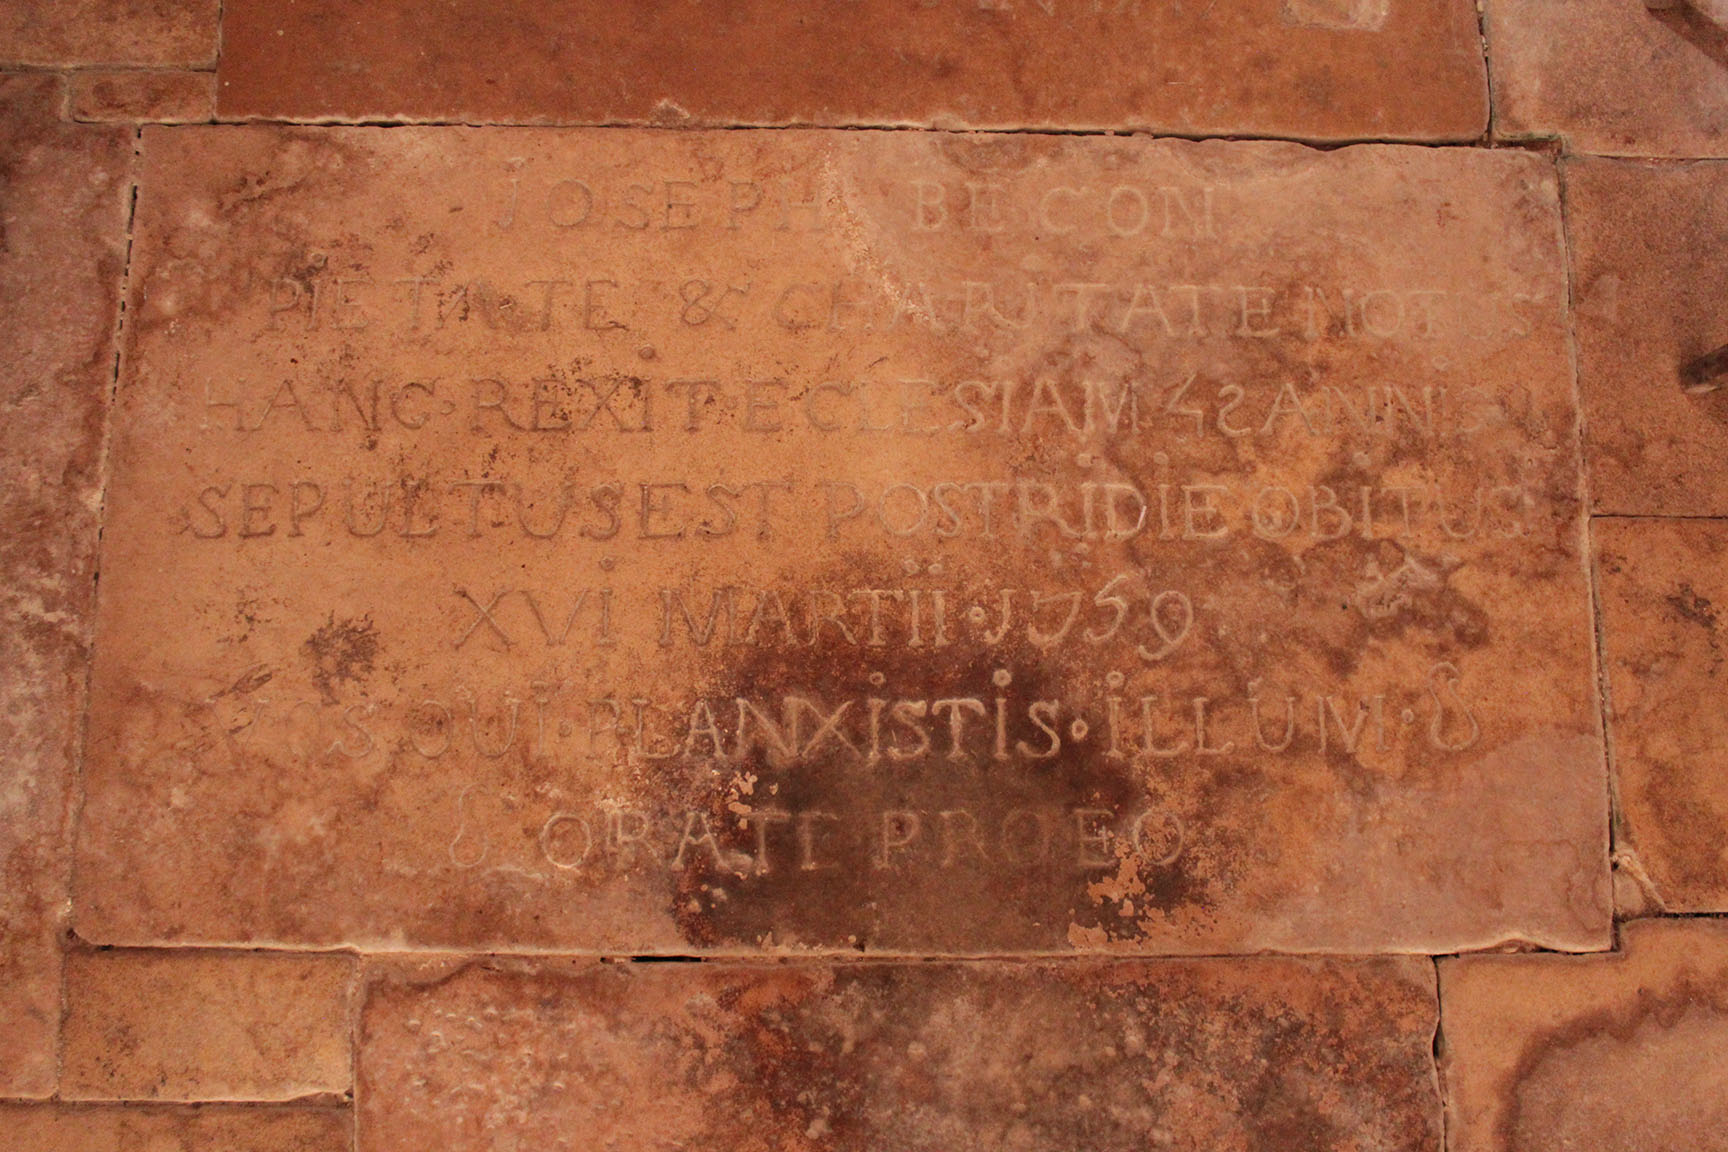 JOSEPH BECON
PIETATE & CHARITATE NOTUS
HANC·REXIT·ECLESIAM 42 ANNIS
SEPULTUS EST POSTRIDIE OBITUS
XVI MARTII·1759
VOS QUI·PLANXISTIS·ILLUM·
ORATE PRO EO